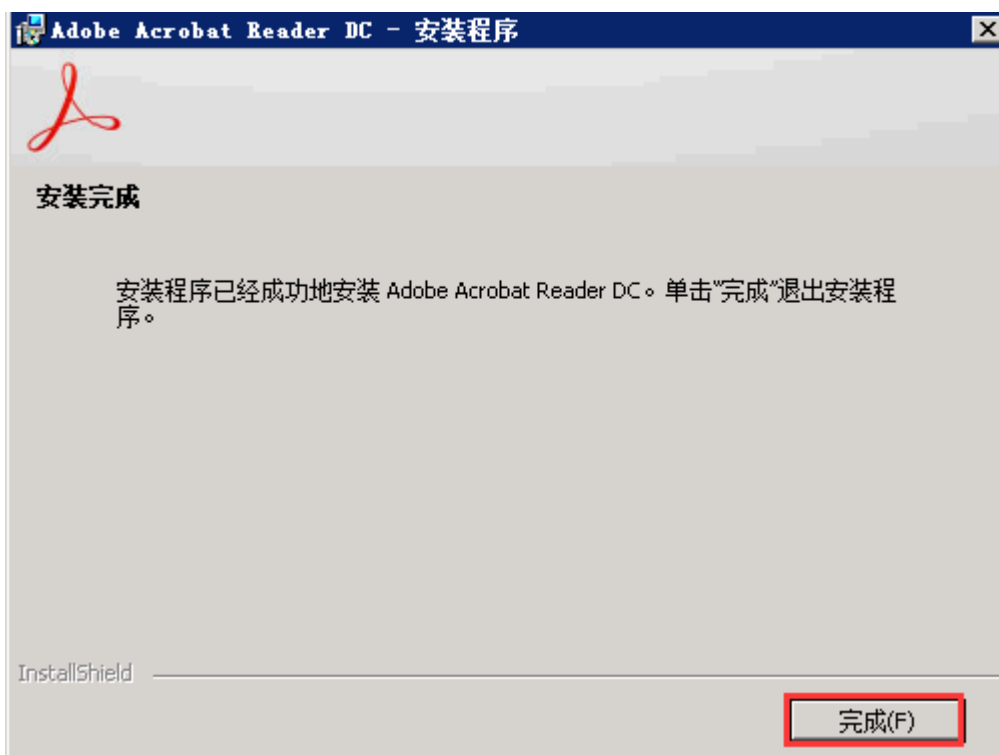 Adobe Acrobat Reader DC - 安装程序
安装完成
安装程序已经成功地安装 Adobe Acrobat Reader DC。单击"完成"退出安装程
序。
InstallShield
完成(F)